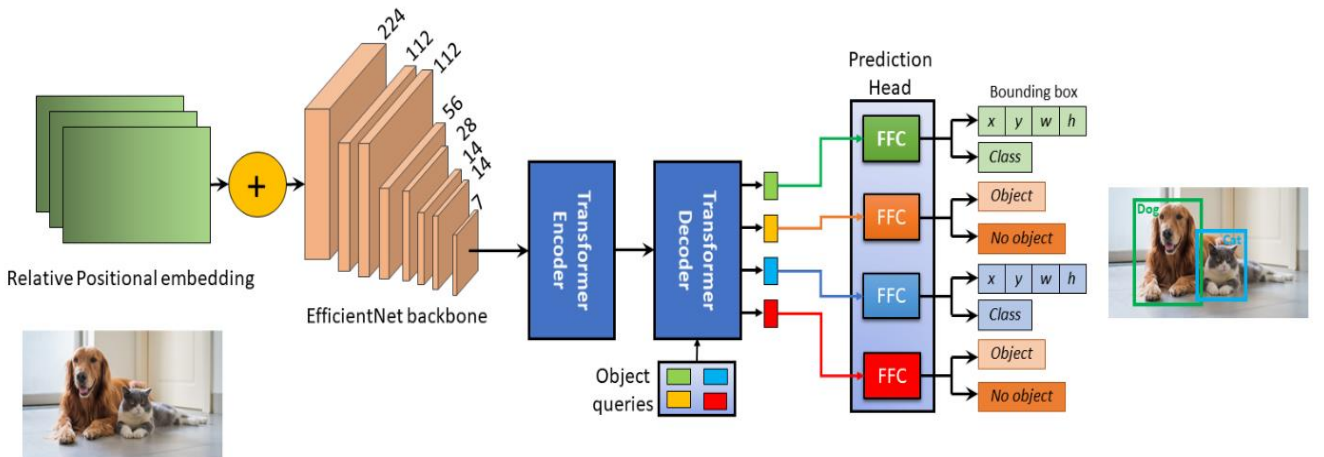 224
112
112
56
28
14
14
7
+
Relative Positional embedding
EfficientNet backbone
Transformer
Encoder
Transformer
Decoder
Object
queries
Prediction
Head
FFC
FFC
FFC
FFC
Bounding box
x y w h
Class
Object
No object
x y w h
Class
Object
No object
Dog
Cat